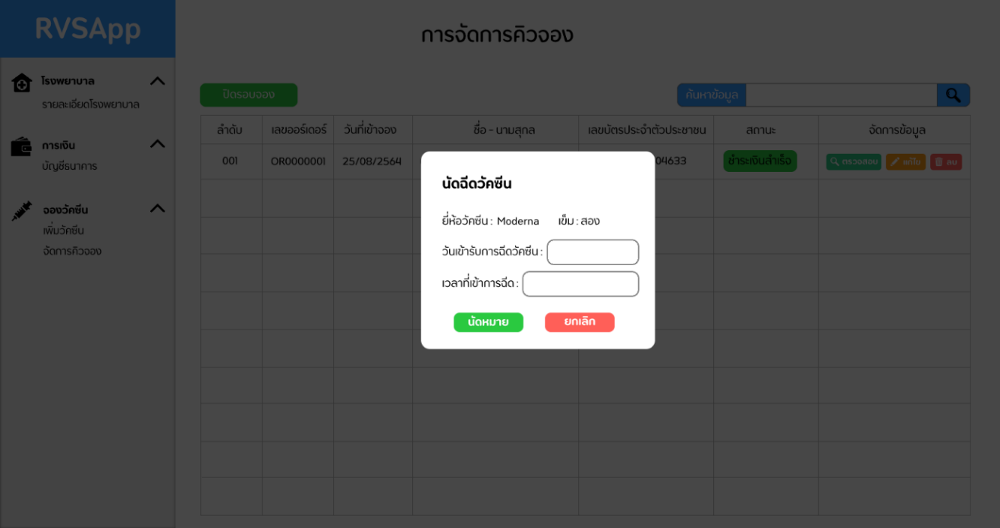 RVSApp
การจัดการคิวจอง
โรงพยาบาล
รายละเอียดโรงพยาบาล
การเงิน
บัญชีธนาคาร
จองวัคซีน
เพิ่มวัคซีน
จัดการคิวจอง
ปิดรอบจอง
ค้นหาข้อมูล
ลำดับ เลขออร์เดอร์ วันที่เข้าจอง ชื่อ - นามสุกล เลขบัตรประจำตัวประชาชน สถานะ จัดการข้อมูล
001 OR0000001 25/08/2564 04633 ชำระเงินสำเร็จ ตรวจสอบ แก้ไข ลบ
นัดฉีดวัคซีน
ยี่ห้อวัคซีน : Moderna เข็ม : สอง
วันเข้ารับการฉีดวัคซีน :
เวลาที่เข้าการฉีด :
นัดหมาย ยกเลิก